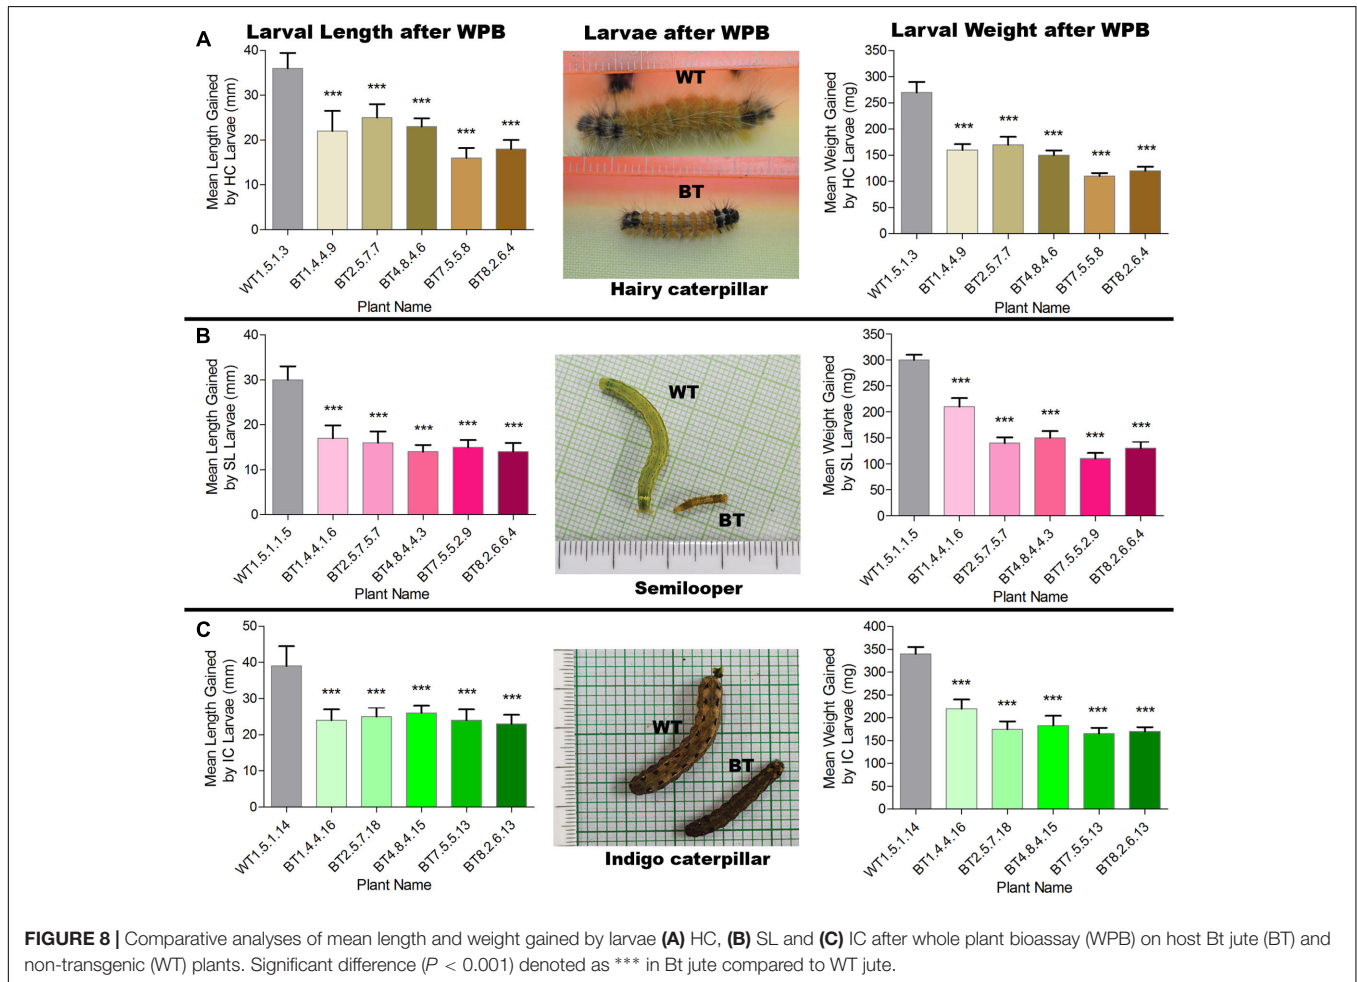 A
Larval Length after WPB
Larvae after WPB
Larval Weight after WPB
Mean Length Gained
by HC Larvae (mm)
40
30
20
10
0
***
***
***
***
***
WT1.5.1.3
BT1.4.4.9
BT2.5.7.7
BT4.8.4.6
BT7.5.5.8
BT8.2.6.4
Plant Name
WT
BT
Hairy caterpillar
Mean Weight Gained
by HC Larvae (mg)
350
300
250
200
150
100
50
0
***
***
***
***
***
WT1.5.1.3
BT1.4.4.9
BT2.5.7.7
BT4.8.4.6
BT7.5.5.8
BT8.2.6.4
Plant Name
B
Mean Length Gained
by SL Larvae (mm)
40
30
20
10
0
***
***
***
***
***
WT1.5.1.1.5
BT1.4.4.1.6
BT2.5.7.5.7
BT4.8.4.4.3
BT7.5.5.2.9
BT8.2.6.6.4
Plant Name
WT
BT
Semilooper
Mean Weight Gained
by SL Larvae (mg)
350
300
250
200
150
100
50
0
***
***
***
***
***
WT1.5.1.1.5
BT1.4.4.1.6
BT2.5.7.5.7
BT4.8.4.4.3
BT7.5.5.2.9
BT8.2.6.6.4
Plant Name
C
Mean Length Gained
by IC Larvae (mm)
50
40
30
20
10
0
***
***
***
***
***
WT1.5.1.14
BT1.4.4.16
BT2.5.7.18
BT4.8.4.15
BT7.5.5.13
BT8.2.6.13
Plant Name
WT
BT
Indigo caterpillar
Mean Weight Gained
by IC Larvae (mg)
400
350
300
250
200
150
100
50
0
***
***
***
***
***
WT1.5.1.14
BT1.4.4.16
BT2.5.7.18
BT4.8.4.15
BT7.5.5.13
BT8.2.6.13
Plant Name
FIGURE 8 | Comparative analyses of mean length and weight gained by larvae (A) HC, (B) SL and (C) IC after whole plant bioassay (WPB) on host Bt jute (BT) and
non-transgenic (WT) plants. Significant difference (P < 0.001) denoted as *** in Bt jute compared to WT jute.